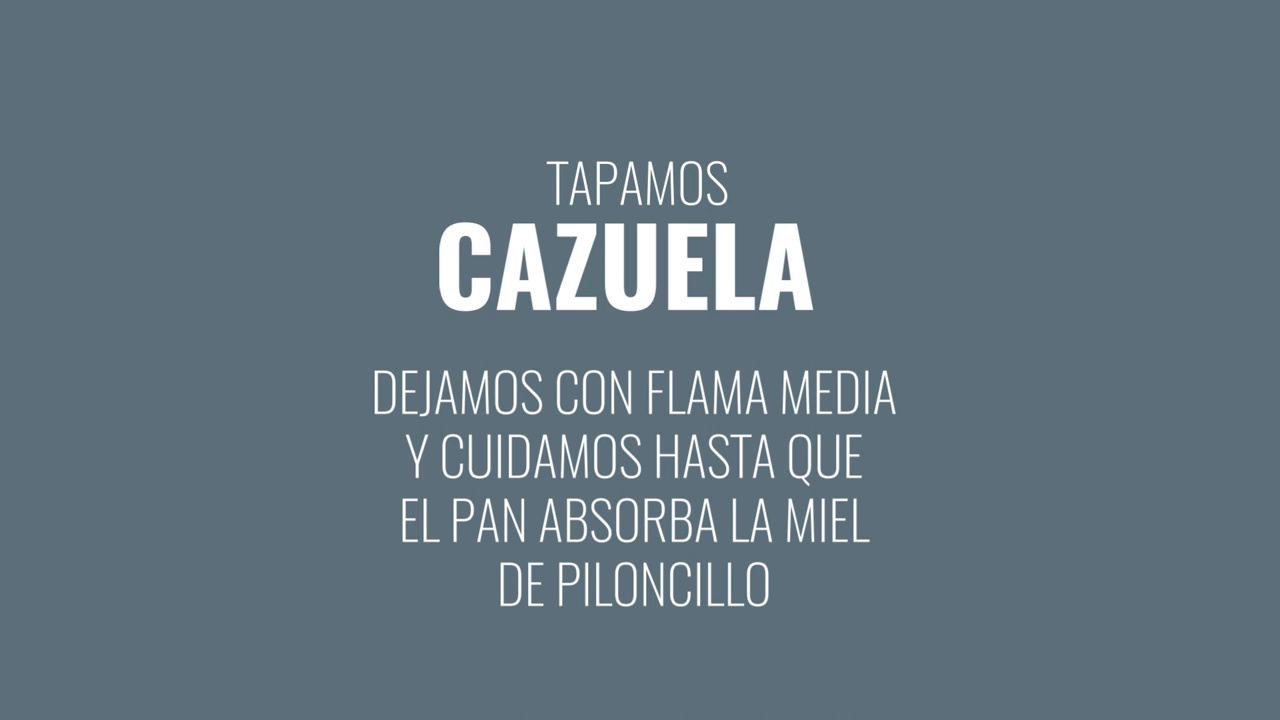 TAPAMOS
CAZUELA
DEJAMOS CON FLAMA MEDIA
Y CUIDAMOS HASTA QUE
EL PAN ABSORBA LA MIEL
DE PILONCILLO